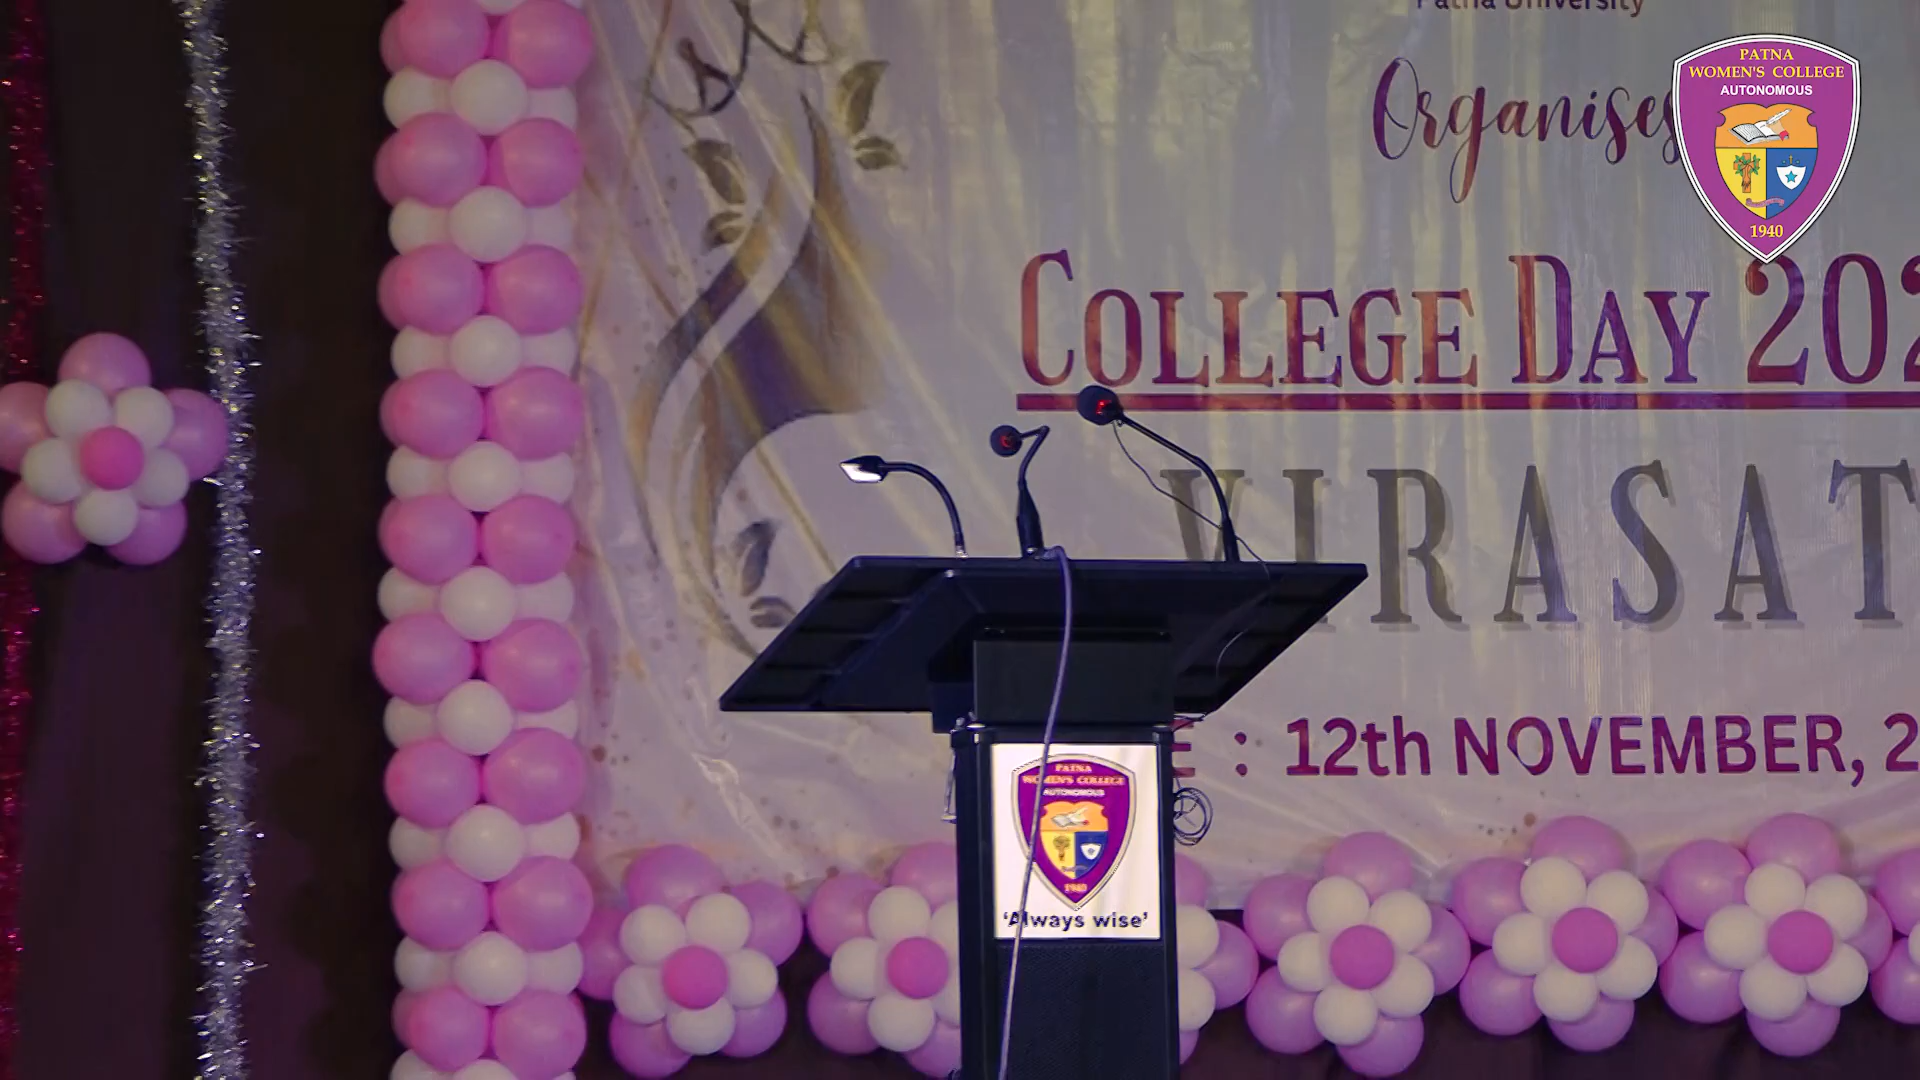 Patna University
Organises
PATNA
WOMEN'S COLLEGE
AUTONOMOUS
1940
COLLEGE DAY 202
VIRASAT
E : 12th NOVEMBER, 2
PATNA
WOMEN'S COLLEGE
AUTONOMOUS
1940
'Always wise'